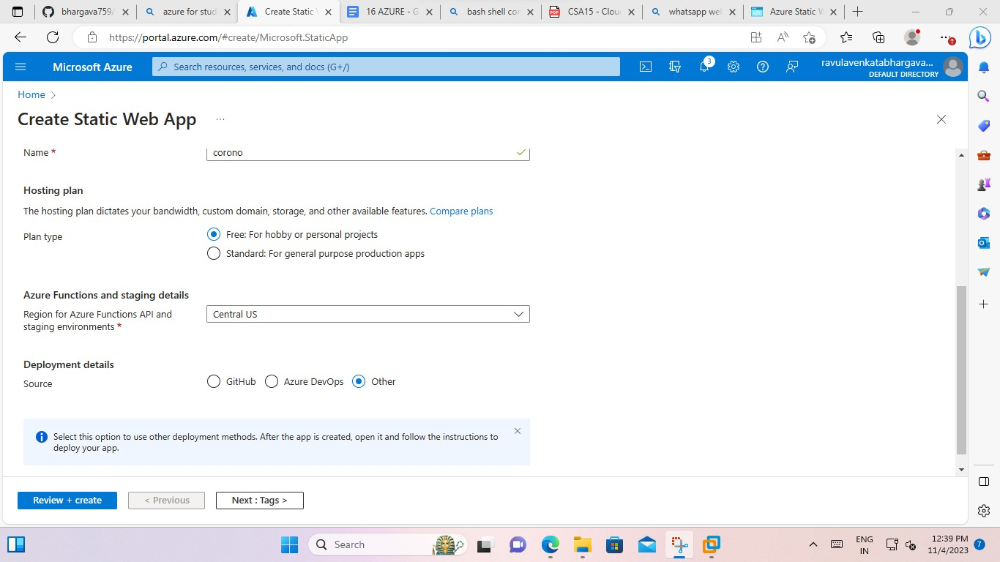 bhargava759/
azure for stud
Create Static W
16 AZURE - G
bash shell cor
CSA15 - Clou
whatsapp we
Azure Static W
https://portal.azure.com/#create/Microsoft.StaticApp
Microsoft Azure
Search resources, services, and docs (G+/)
3
ravulavenkatabhargava...
DEFAULT DIRECTORY
Home >
Create Static Web App ...
Name *
corono
Hosting plan
The hosting plan dictates your bandwidth, custom domain, storage, and other available features. Compare plans
Plan type
Free: For hobby or personal projects
Standard: For general purpose production apps
Azure Functions and staging details
Region for Azure Functions API and
staging environments *
Central US
Deployment details
Source
GitHub
Azure DevOps
Other
Select this option to use other deployment methods. After the app is created, open it and follow the instructions to
deploy your app.
Review + create
< Previous
Next : Tags >
Search
ENG
IN
12:39 PM
11/4/2023
7